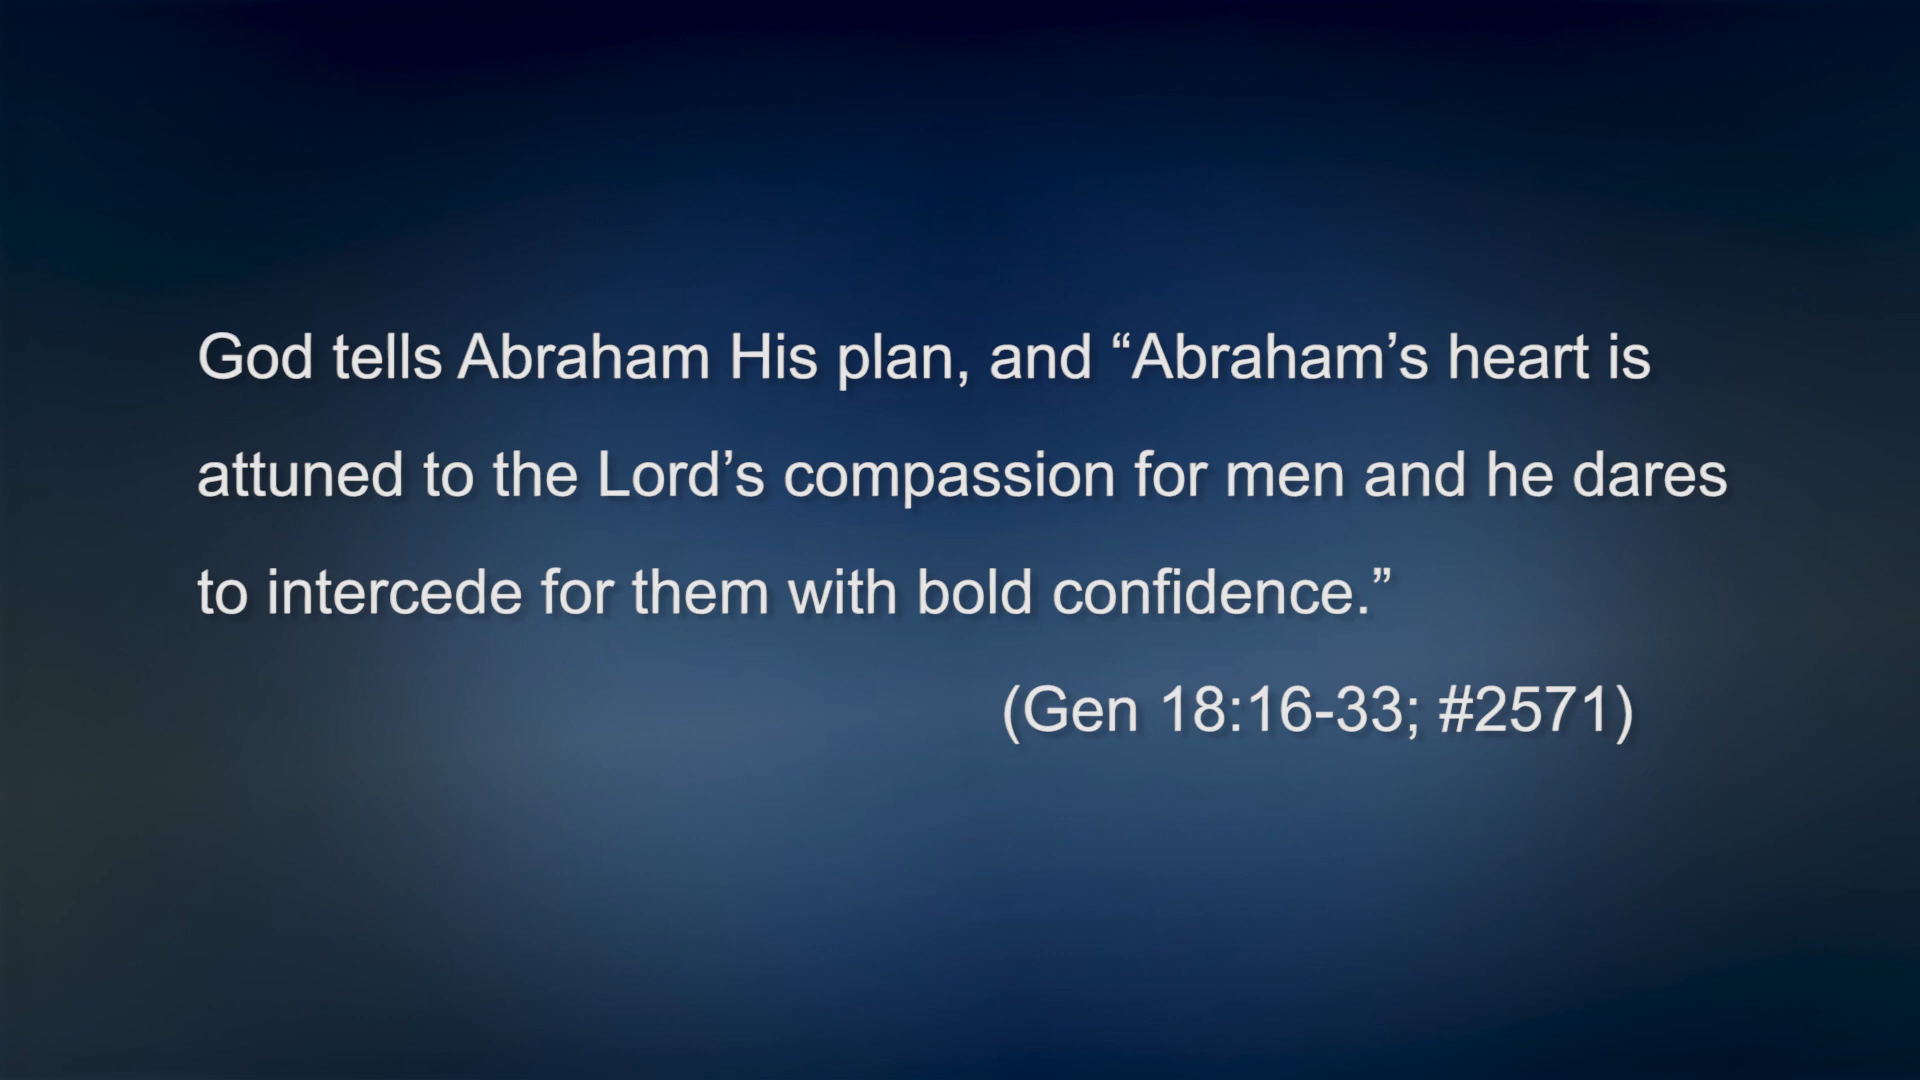 God tells Abraham His plan, and “Abraham’s heart is
attuned to the Lord’s compassion for men and he dares
to intercede for them with bold confidence.”
(Gen 18:16-33; #2571)